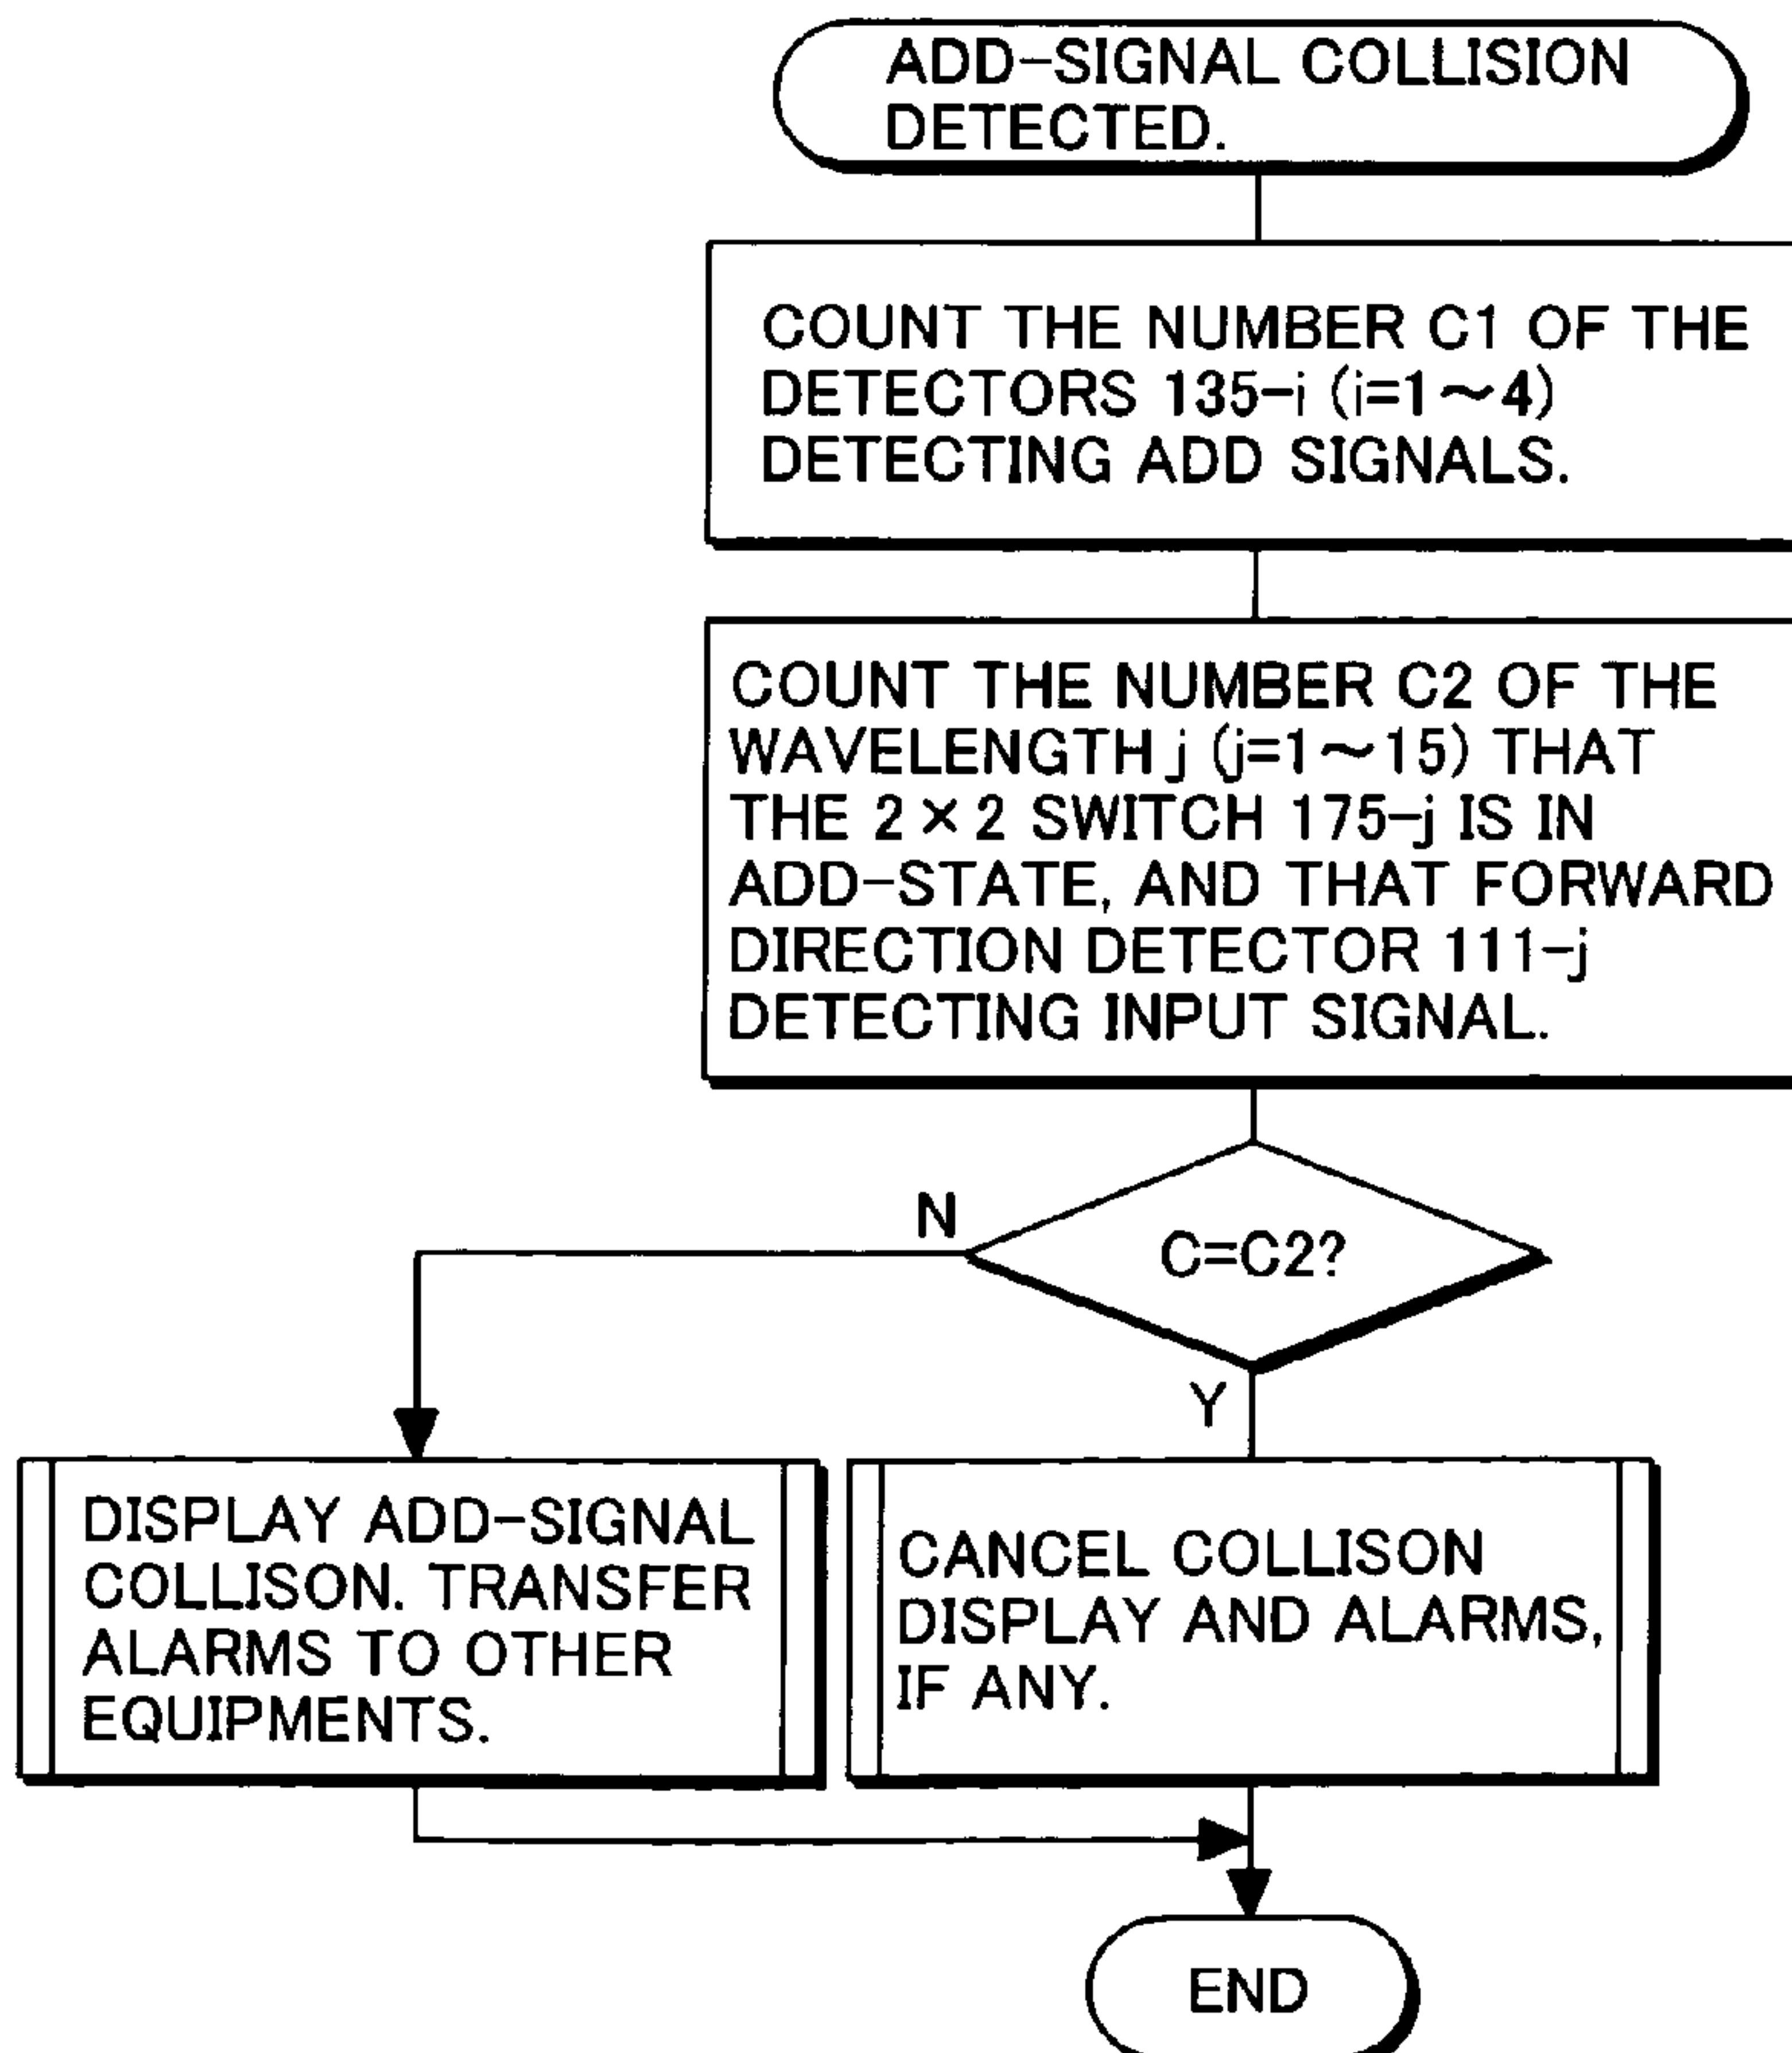 ADD-SIGNAL COLLISION
DETECTED.
COUNT THE NUMBER C1 OF THE
DETECTORS 135-i (i=1～4)
DETECTING ADD SIGNALS.
COUNT THE NUMBER C2 OF THE
WAVELENGTH j (j=1～15) THAT
THE 2×2 SWITCH 175-j IS IN
ADD-STATE, AND THAT FORWARD
DIRECTION DETECTOR 111-j
DETECTING INPUT SIGNAL.
C=C2?
N
Y
DISPLAY ADD-SIGNAL
COLLISON. TRANSFER
ALARMS TO OTHER
EQUIPMENTS.
CANCEL COLLISON
DISPLAY AND ALARMS,
IF ANY.
END